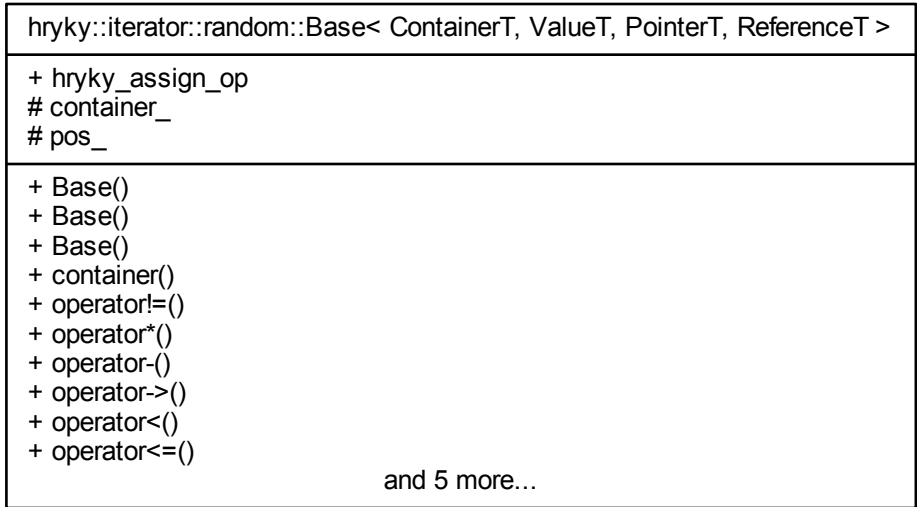 hryky::iterator::random::Base< ContainerT, ValueT, PointerT, ReferenceT >
+ hryky_assign_op
# container_
# pos_
+ Base()
+ Base()
+ Base()
+ container()
+ operator!=()
+ operator*()
+ operator-()
+ operator->()
+ operator<()
+ operator<=()
and 5 more...